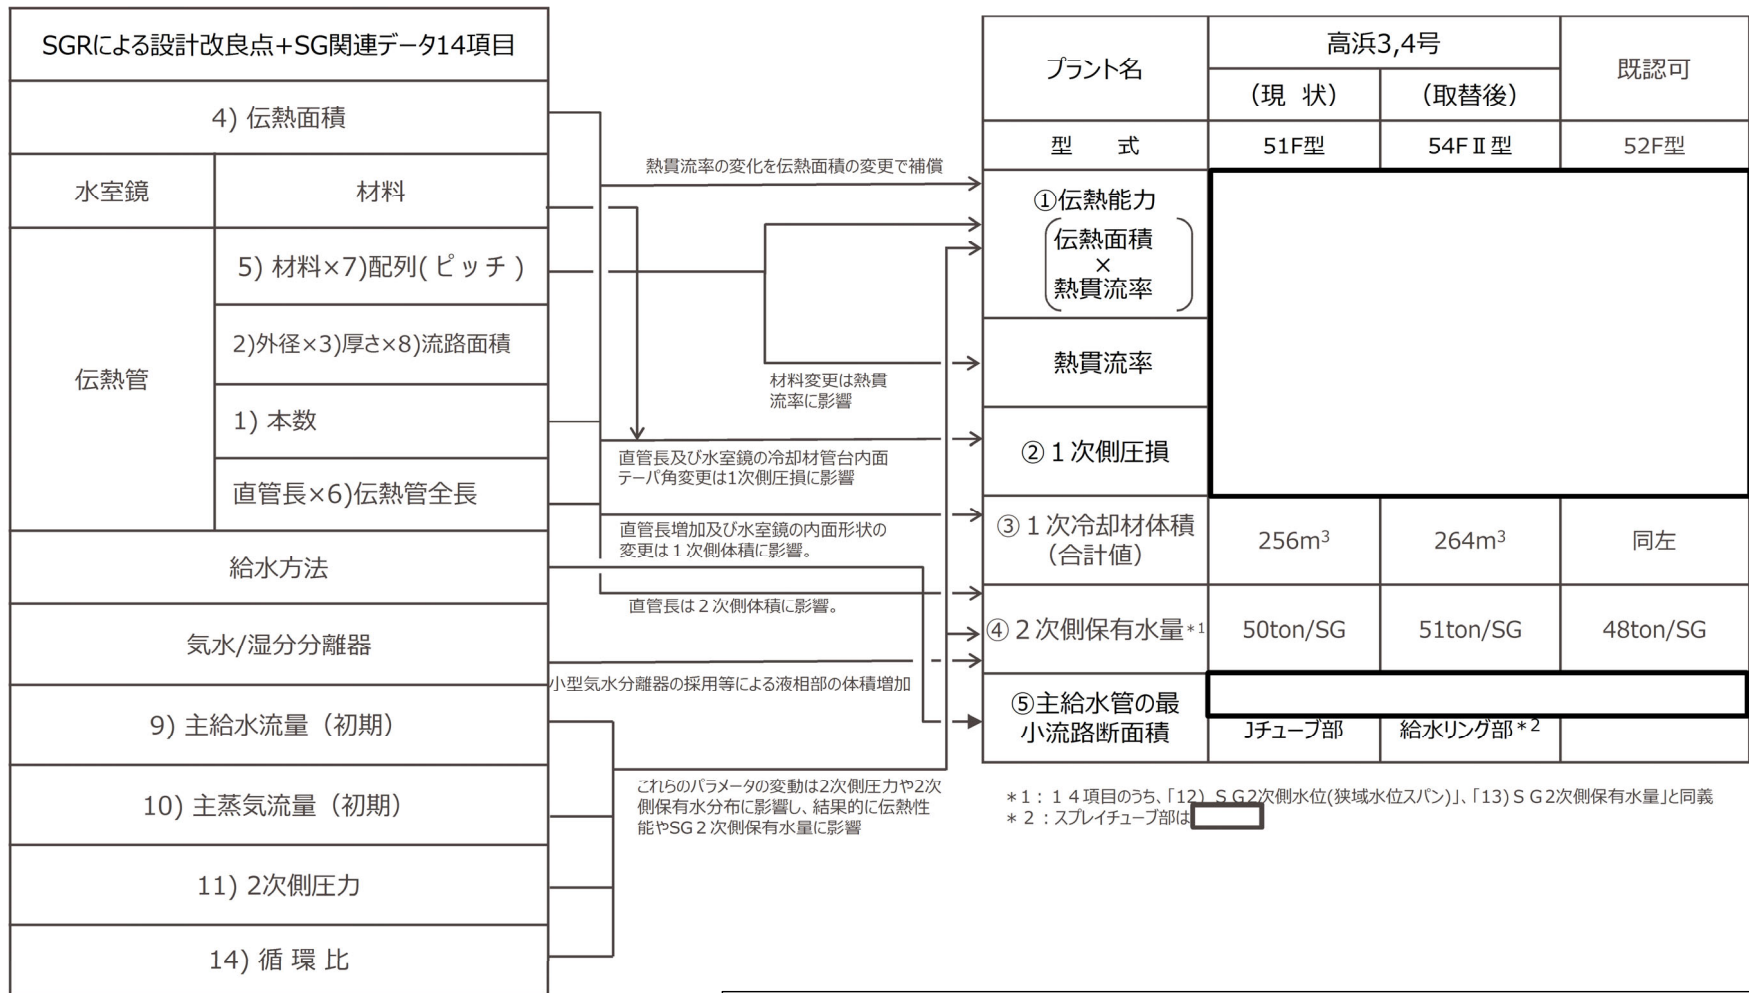 SGRによる設計改良点+SG関連データ14項目
4) 伝熱面積
水室鏡
材料
伝熱管
5) 材料×7)配列(ピッチ)
2)外径×3)厚さ×8)流路面積
1) 本数
直管長×6)伝熱管全長
給水方法
気水/湿分分離器
9) 主給水流量（初期）
10) 主蒸気流量（初期）
11) 2次側圧力
14) 循 環 比
熱貫流率の変化を伝熱面積の変更で補償
材料変更は熱貫
流率に影響
直管長及び水室鏡の冷却材管台内面
テーパ角変更は1次側圧損に影響
直管長増加及び水室鏡の内面形状の
変更は１次側体積に影響。
直管長は２次側体積に影響。
小型気水分離器の採用等による液相部の体積増加
これらのパラメータの変動は2次側圧力や2次
側保有水分布に影響し、結果的に伝熱性
能やSG２次側保有水量に影響
プラント名
高浜3,4号
既認可
（現 状）
（取替後）
型 式
51F型
54FⅡ型
52F型
①伝熱能力
伝熱面積
×
熱貫流率
熱貫流率
②１次側圧損
③１次冷却材体積
（合計値）
256m³
264m³
同左
④２次側保有水量*1
50ton/SG
51ton/SG
48ton/SG
⑤主給水管の最
小流路断面積
Jチューブ部
給水リング部*2
*1：１４項目のうち、「12）ＳＧ2次側水位(狭域水位スパン)」、「13)ＳＧ2次側保有水量」と同義
*２：スプレイチューブ部は